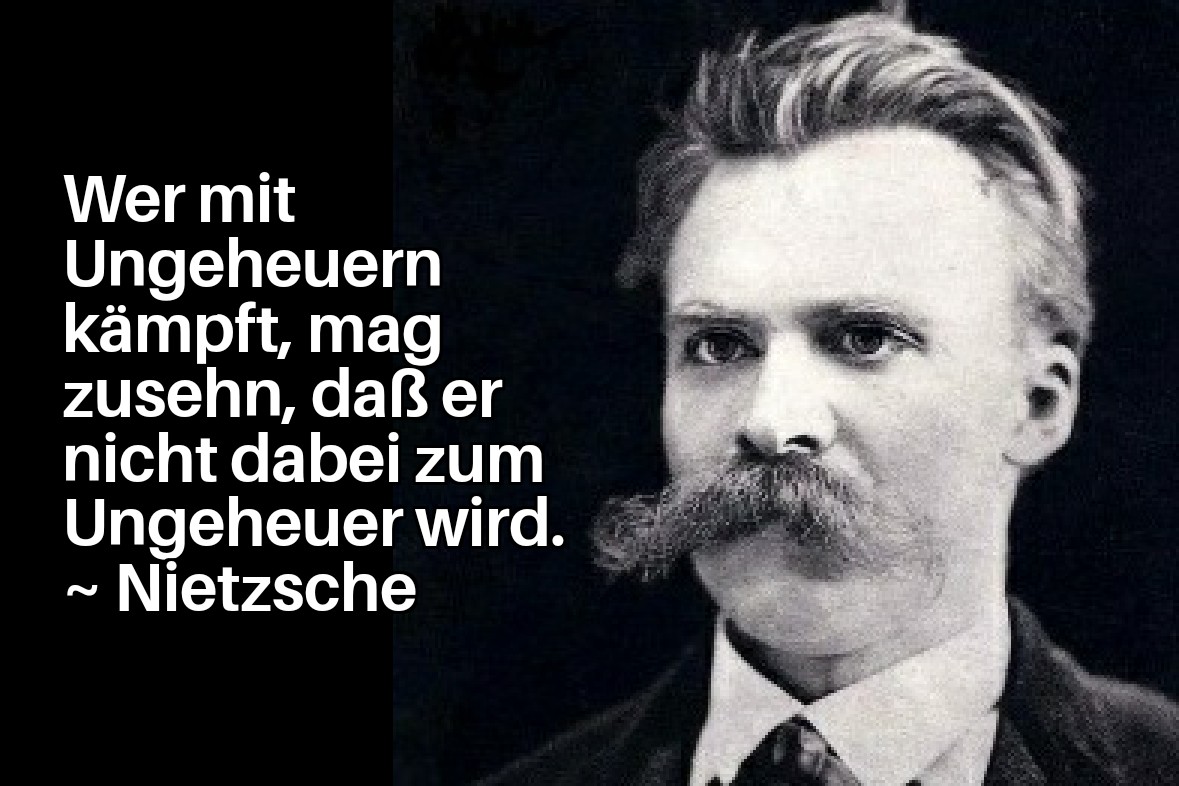 Wer mit
Ungeheuern
kämpft, mag
zusehn, daß er
nicht dabei zum
Ungeheuer wird.
~ Nietzsche